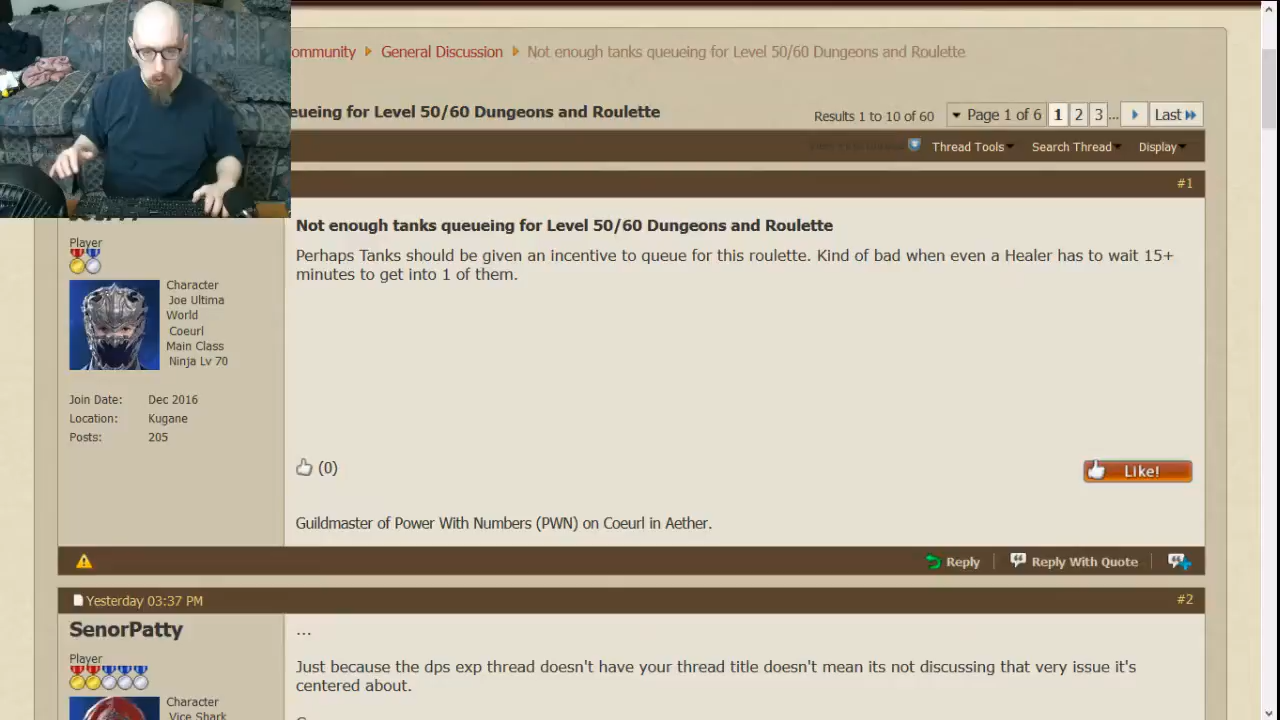 ommunity General Discussion Not enough tanks queueing for Level 50/60 Dungeons and Roulette
ueing for Level 50/60 Dungeons and Roulette
Results 1 to 10 of 60 Page 1 of 6 1 2 3 ... Last
Thread Tools Search Thread Display
#1
Player
Character
Joe Ultima
World
Coeurl
Main Class
Ninja Lv 70
Join Date: Dec 2016
Location: Kugane
Posts: 205
Not enough tanks queueing for Level 50/60 Dungeons and Roulette
Perhaps Tanks should be given an incentive to queue for this roulette. Kind of bad when even a Healer has to wait 15+
minutes to get into 1 of them.
(0) Like!
Guildmaster of Power With Numbers (PWN) on Coeurl in Aether.
Reply Reply With Quote
Yesterday 03:37 PM #2
SenorPatty
Player
Character
Vice Shark
...
Just because the dps exp thread doesn't have your thread title doesn't mean its not discussing that very issue it's
centered about.